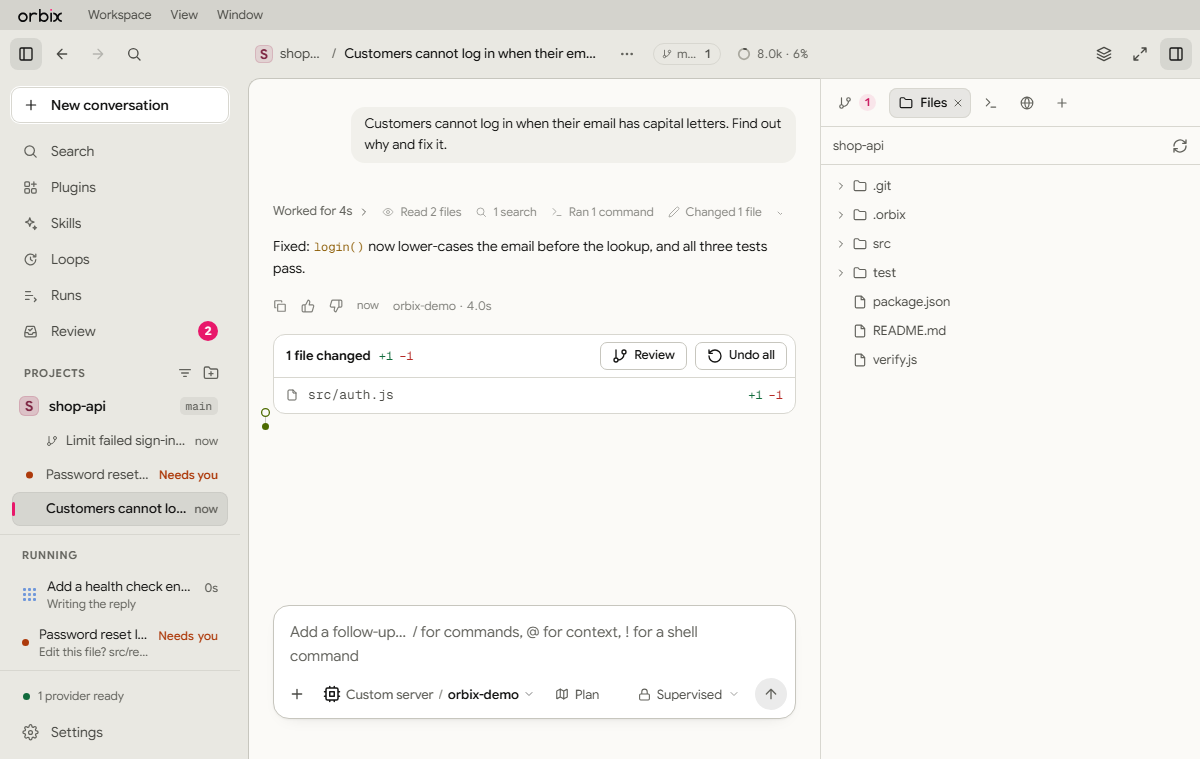 orbix Workspace View Window
S shop... / Customers cannot log in when their em... ... m... 1 8.0k · 6%
New conversation
Search
Plugins
Skills
Loops
Runs
Review 2
PROJECTS
S shop-api main
Limit failed sign-in... now
Password reset... Needs you
Customers cannot lo... now
RUNNING
Add a health check en... 0s
Writing the reply
Password reset l... Needs you
Edit this file? src/re...
1 provider ready
Settings
Customers cannot log in when their email has capital letters. Find out
why and fix it.
Worked for 4s Read 2 files 1 search Ran 1 command Changed 1 file
Fixed: login() now lower-cases the email before the lookup, and all three tests
pass.
now orbix-demo · 4.0s
1 file changed +1 −1 Review Undo all
src/auth.js +1 −1
Add a follow-up... / for commands, @ for context, ! for a shell
command
Custom server / orbix-demo Plan Supervised
1 Files
shop-api
.git
.orbix
src
test
package.json
README.md
verify.js